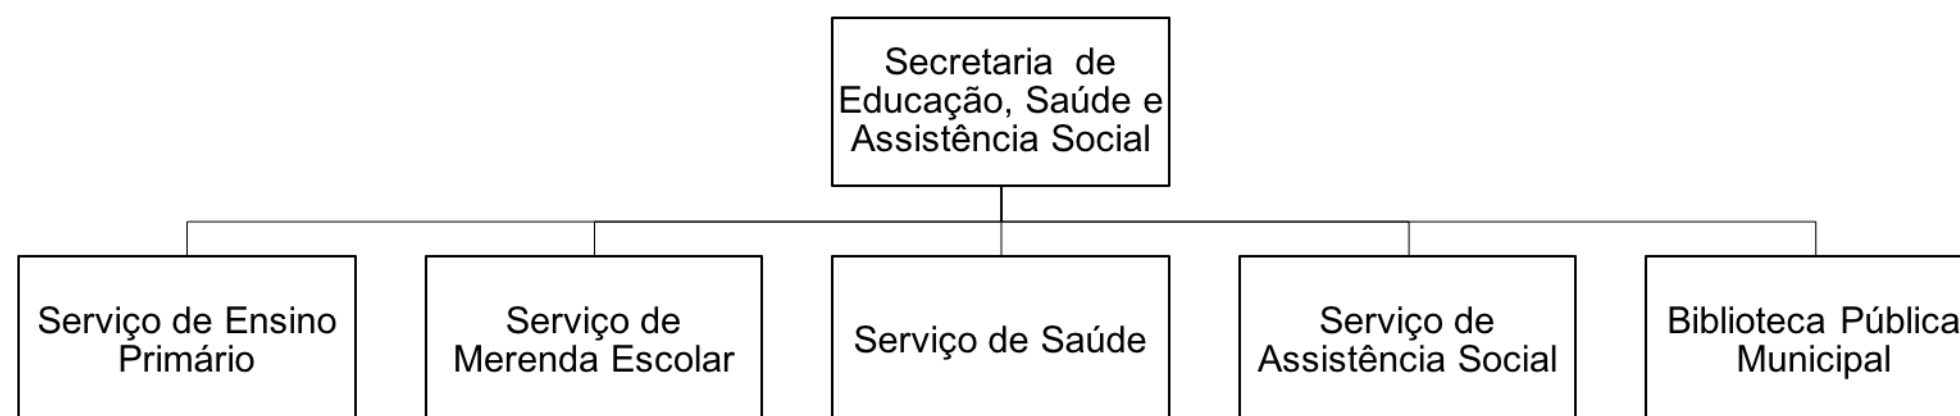 Secretaria de
Educação, Saúde e
Assistência Social
Serviço de Ensino
Primário
Serviço de
Merenda Escolar
Serviço de Saúde
Serviço de
Assistência Social
Biblioteca Pública
Municipal